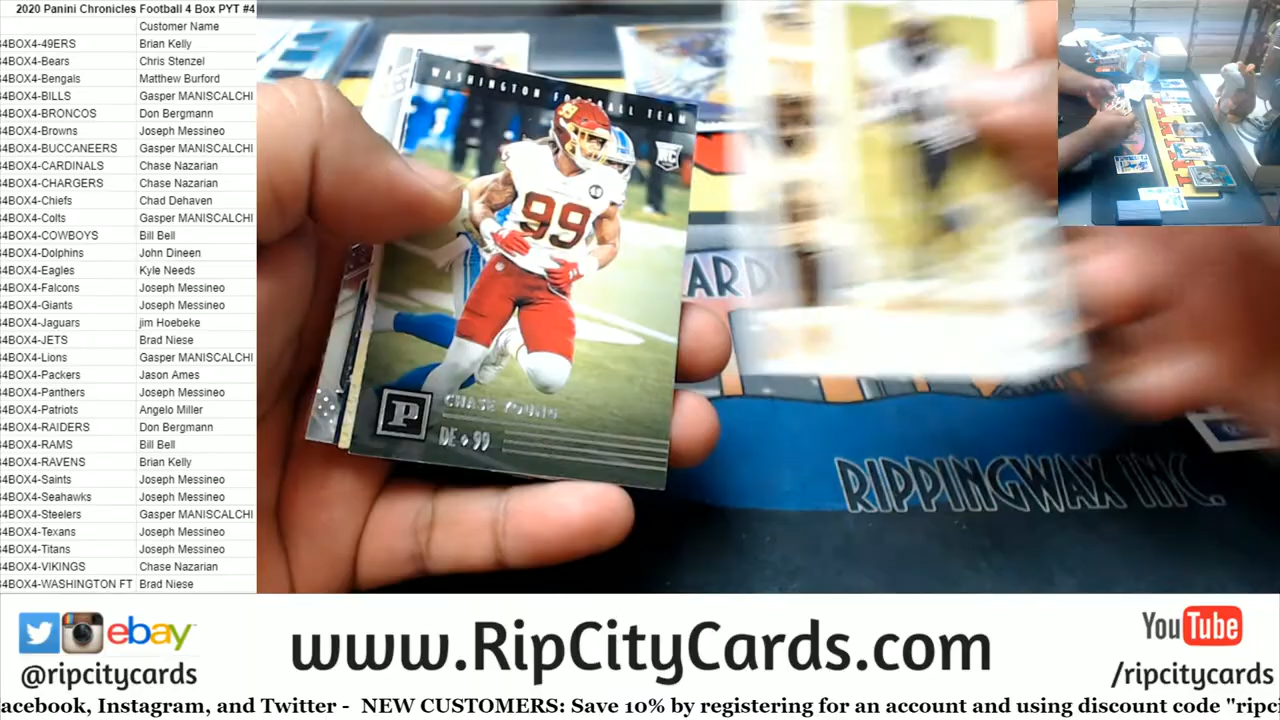 2020 Panini Chronicles Football 4 Box PYT #4
Customer Name
4BOX4-49ERS Brian Kelly
4BOX4-Bears Chris Stenzel
4BOX4-Bengals Matthew Burford
4BOX4-BILLS Gasper MANISCALCHI
4BOX4-BRONCOS Don Bergmann
4BOX4-Browns Joseph Messineo
4BOX4-BUCCANEERS Gasper MANISCALCHI
4BOX4-CARDINALS Chase Nazarian
4BOX4-CHARGERS Chase Nazarian
4BOX4-Chiefs Chad Dehaven
4BOX4-Colts Gasper MANISCALCHI
4BOX4-COWBOYS Bill Bell
4BOX4-Dolphins John Dineen
4BOX4-Eagles Kyle Needs
4BOX4-Falcons Joseph Messineo
4BOX4-Giants Joseph Messineo
4BOX4-Jaguars jim Hoebeke
4BOX4-JETS Brad Niese
4BOX4-Lions Gasper MANISCALCHI
4BOX4-Packers Jason Ames
4BOX4-Panthers Joseph Messineo
4BOX4-Patriots Angelo Miller
4BOX4-RAIDERS Don Bergmann
4BOX4-RAMS Bill Bell
4BOX4-RAVENS Brian Kelly
4BOX4-Saints Joseph Messineo
4BOX4-Seahawks Joseph Messineo
4BOX4-Steelers Gasper MANISCALCHI
4BOX4-Texans Joseph Messineo
4BOX4-Titans Joseph Messineo
4BOX4-VIKINGS Chase Nazarian
4BOX4-WASHINGTON FT Brad Niese
WASHINGTON FOOTBALL TEAM
RC
99
99
P
CHASE YOUNG
DE 99
ARD
RIPPINGWAX INC.
ebay
@ripcitycards
www.RipCityCards.com
YouTube
/ripcitycards
acebook, Instagram, and Twitter - NEW CUSTOMERS: Save 10% by registering for an account and using discount code "ripc